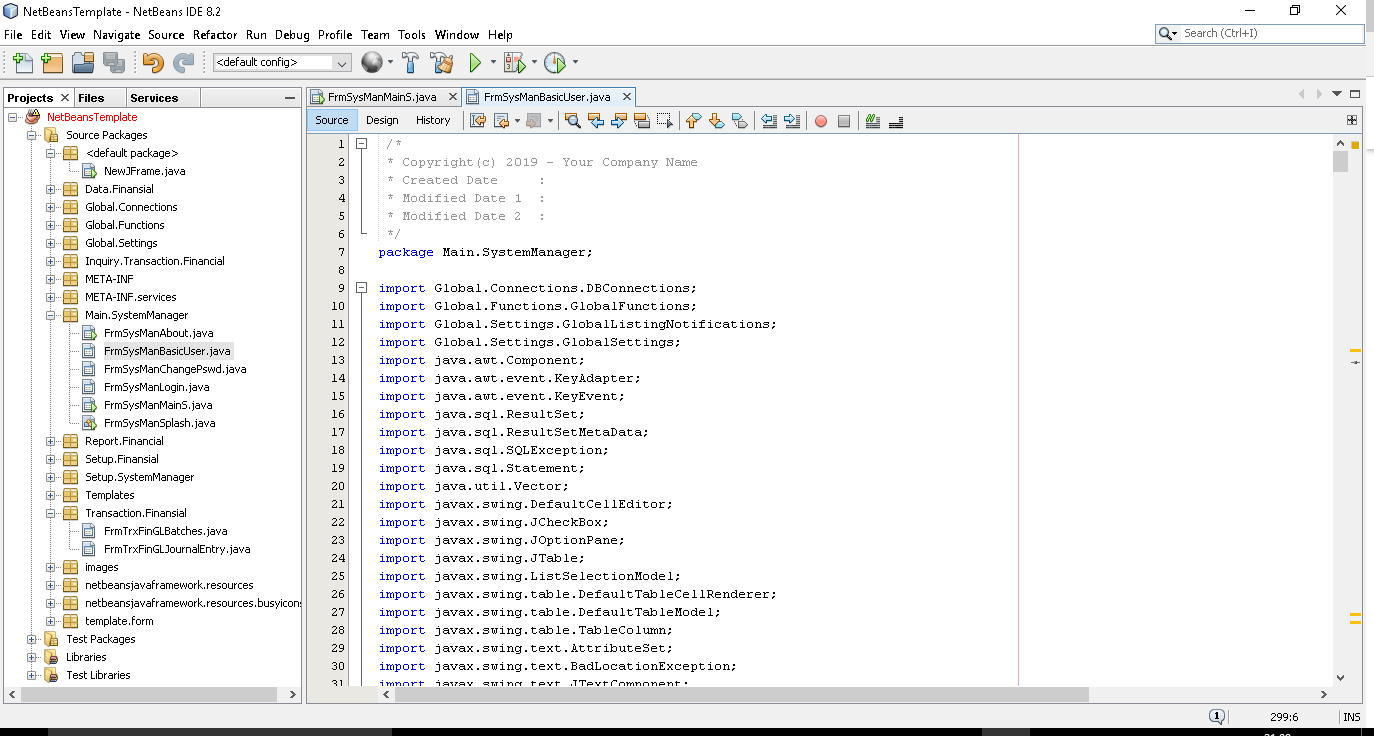 NetBeansTemplate - NetBeans IDE 8.2
File Edit View Navigate Source Refactor Run Debug Profile Team Tools Window Help
Search (Ctrl+I)
<default config>
Projects Files Services
FrmSysManMainS.java FrmSysManBasicUser.java
Source Design History
NetBeansTemplate
Source Packages
<default package>
NewJFrame.java
Data.Finansial
Global.Connections
Global.Functions
Global.Settings
Inquiry.Transaction.Financial
META-INF
META-INF.services
Main.SystemManager
FrmSysManAbout.java
FrmSysManBasicUser.java
FrmSysManChangePswd.java
FrmSysManLogin.java
FrmSysManMainS.java
FrmSysManSplash.java
Report.Financial
Setup.Finansial
Setup.SystemManager
Templates
Transaction.Finansial
FrmTrxFinGLBatches.java
FrmTrxFinGLJournalEntry.java
images
netbeansjavaframework.resources
netbeansjavaframework.resources.busyicons
template.form
Test Packages
Libraries
Test Libraries
1 /*
2 * Copyright(c) 2019 - Your Company Name
3 * Created Date :
4 * Modified Date 1 :
5 * Modified Date 2 :
6 */
7 package Main.SystemManager;
8
9 import Global.Connections.DBConnections;
10 import Global.Functions.GlobalFunctions;
11 import Global.Settings.GlobalListingNotifications;
12 import Global.Settings.GlobalSettings;
13 import java.awt.Component;
14 import java.awt.event.KeyAdapter;
15 import java.awt.event.KeyEvent;
16 import java.sql.ResultSet;
17 import java.sql.ResultSetMetaData;
18 import java.sql.SQLException;
19 import java.sql.Statement;
20 import java.util.Vector;
21 import javax.swing.DefaultCellEditor;
22 import javax.swing.JCheckBox;
23 import javax.swing.JOptionPane;
24 import javax.swing.JTable;
25 import javax.swing.ListSelectionModel;
26 import javax.swing.table.DefaultTableCellRenderer;
27 import javax.swing.table.DefaultTableModel;
28 import javax.swing.table.TableColumn;
29 import javax.swing.text.AttributeSet;
30 import javax.swing.text.BadLocationException;
31 import javax.swing.text.JTextComponent;
1 299:6 INS